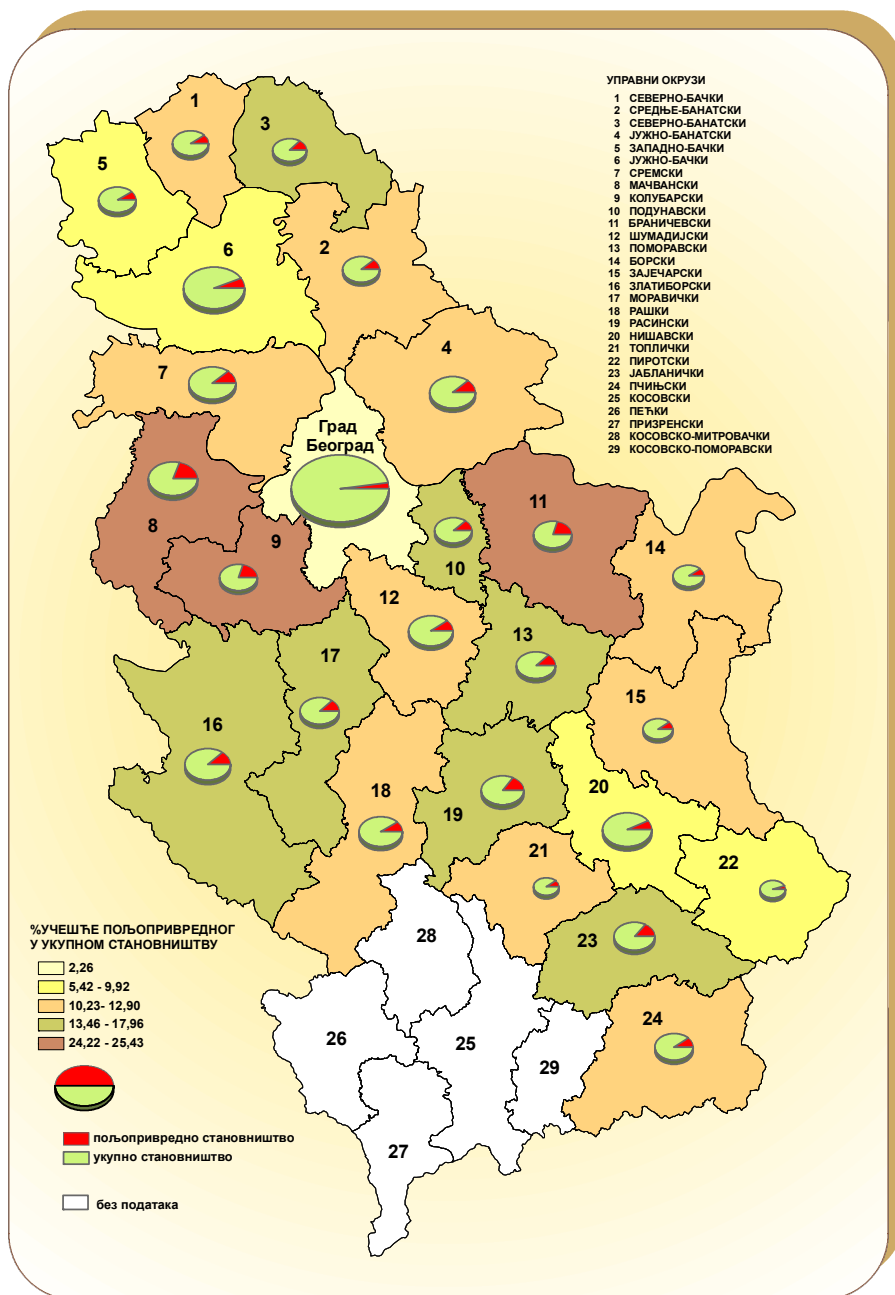 УПРАВНИ ОКРУЗИ
1 СЕВЕРНО-БАЧКИ
2 СРЕДЊЕ-БАНАТСКИ
3 СЕВЕРНО-БАНАТСКИ
4 ЈУЖНО-БАНАТСКИ
5 ЗАПАДНО-БАЧКИ
6 ЈУЖНО-БАЧКИ
7 СРЕМСКИ
8 МАЧВАНСКИ
9 КОЛУБАРСКИ
10 ПОДУНАВСКИ
11 БРАНИЧЕВСКИ
12 ШУМАДИЈСКИ
13 ПОМОРАВСКИ
14 БОРСКИ
15 ЗАЈЕЧАРСКИ
16 ЗЛАТИБОРСКИ
17 МОРАВИЧКИ
18 РАШКИ
19 РАСИНСКИ
20 НИШАВСКИ
21 ТОПЛИЧКИ
22 ПИРОТСКИ
23 ЈАБЛАНИЧКИ
24 ПЧИЊСКИ
25 КОСОВСКИ
26 ПЕЋКИ
27 ПРИЗРЕНСКИ
28 КОСОВСКО-МИТРОВАЧКИ
29 КОСОВСКО-ПОМОРАВСКИ
1
3
5
6
2
4
7
Град
Београд
8
9
10
11
14
12
13
17
15
16
18
19
20
21
22
23
28
24
26
25
29
27
%УЧЕШЋЕ ПОЉОПРИВРЕДНОГ
У УКУПНОМ СТАНОВНИШТВУ
2,26
5,42 - 9,92
10,23- 12,90
13,46 - 17,96
24,22 - 25,43
пољопривредно становништво
укупно становништво
без података